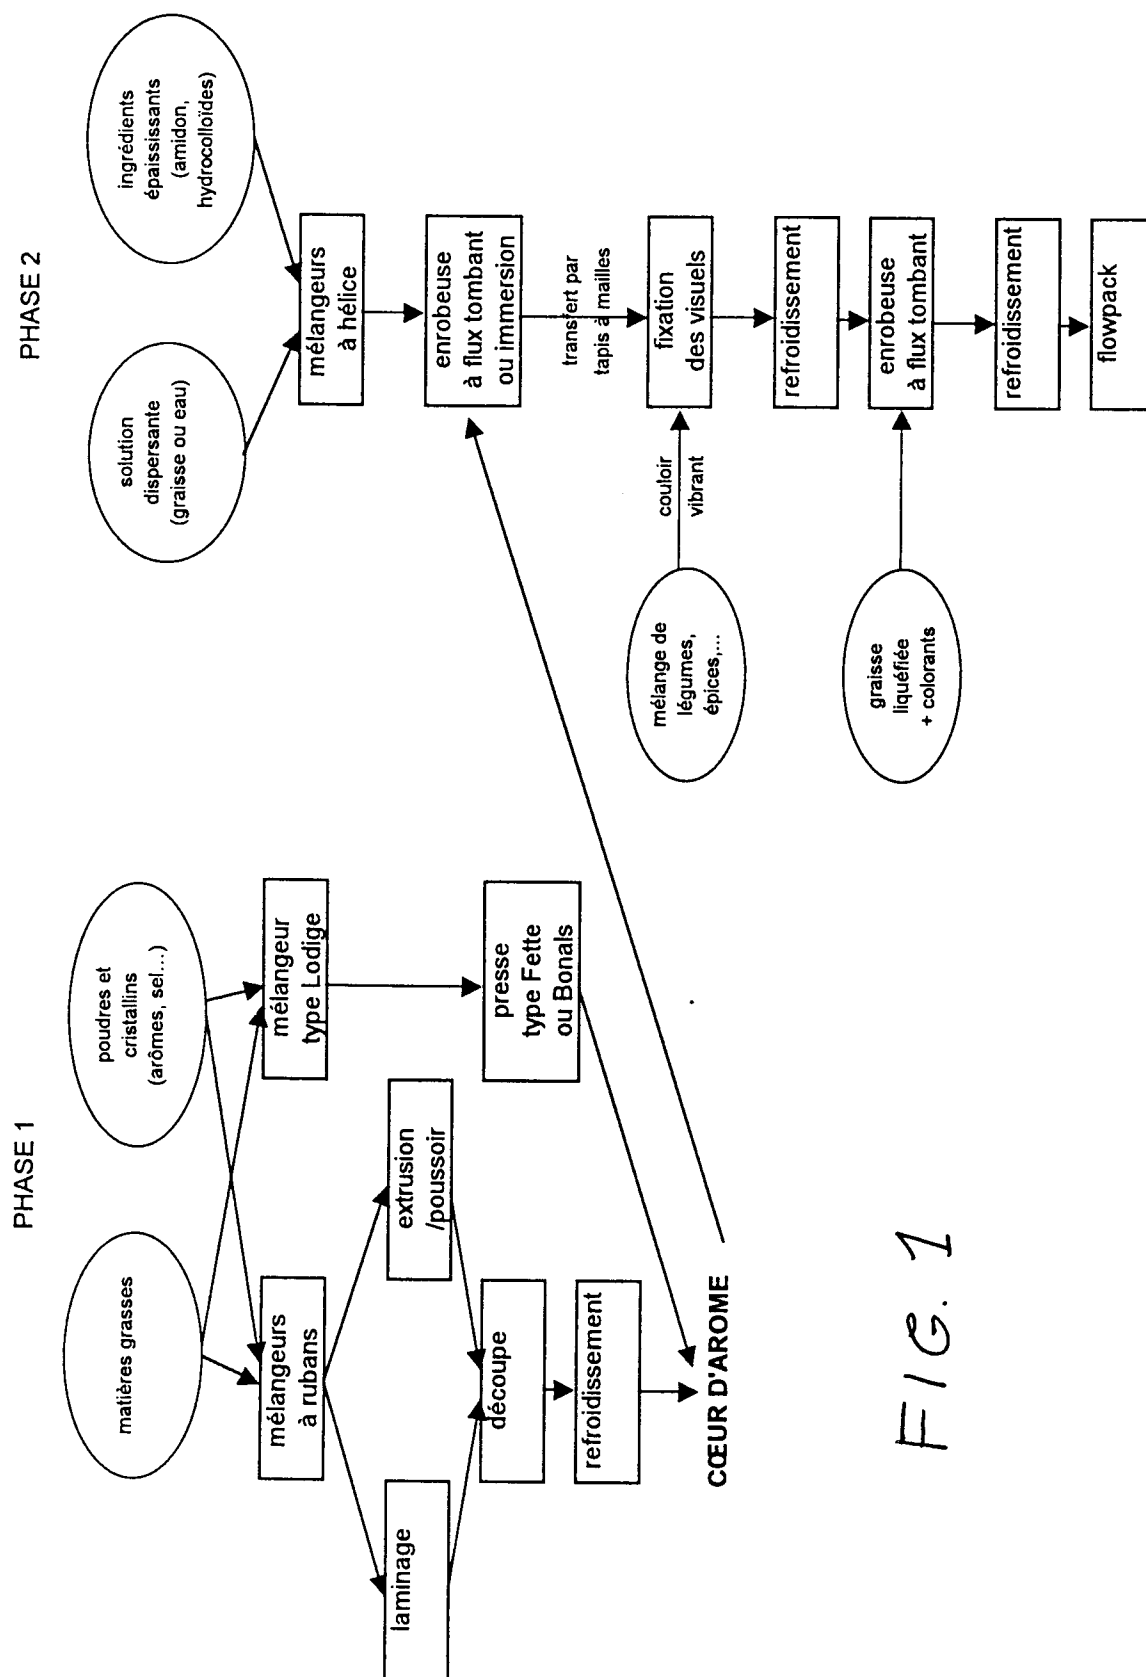 PHASE 1
matières grasses
poudres et
cristallins
(arômes, sel...)
mélangeurs
à rubans
mélangeur
type Lodige
laminage
extrusion
/poussoir
découpe
presse
type Fette
ou Bonals
refroidissement
CŒUR D'AROME
PHASE 2
solution
dispersante
(graisse ou eau)
ingrédients
épaississants
(amidon,
hydrocolloïdes)
mélangeurs
à hélice
enrobeuse
à flux tombant
ou immersion
transfert par
tapis à mailles
mélange de
légumes,
épices,...
couloir
vibrant
fixation
des visuels
refroidissement
graisse
liquéfiée
+ colorants
enrobeuse
à flux tombant
refroidissement
flowpack
FIG. 1